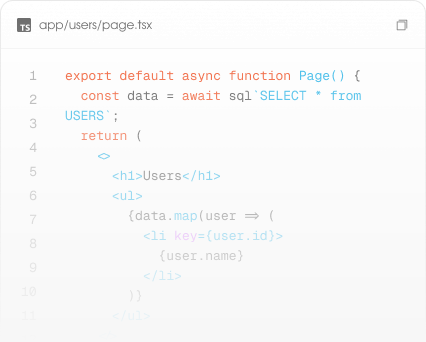 TS app/users/page.tsx
1 export default async function Page() {
2 const data = await sql`SELECT * from
3 USERS`;
4 return (
<>
5 <h1>Users</h1>
6 <ul>
7 {data.map(user => (
8 <li key={user.id}>
{user.name}
9 </li>
10 )}
11 </ul>